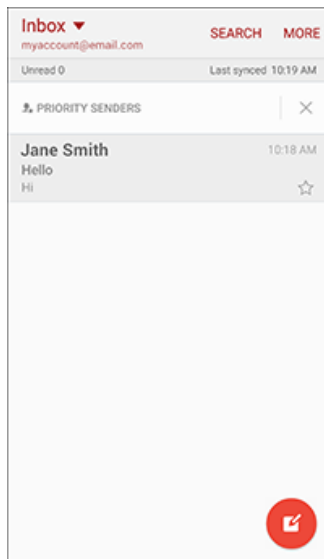 Inbox
SEARCH MORE
myaccount@email.com
Unread 0 Last synced 10:19 AM
PRIORITY SENDERS
Jane Smith 10:18 AM
Hello
Hi